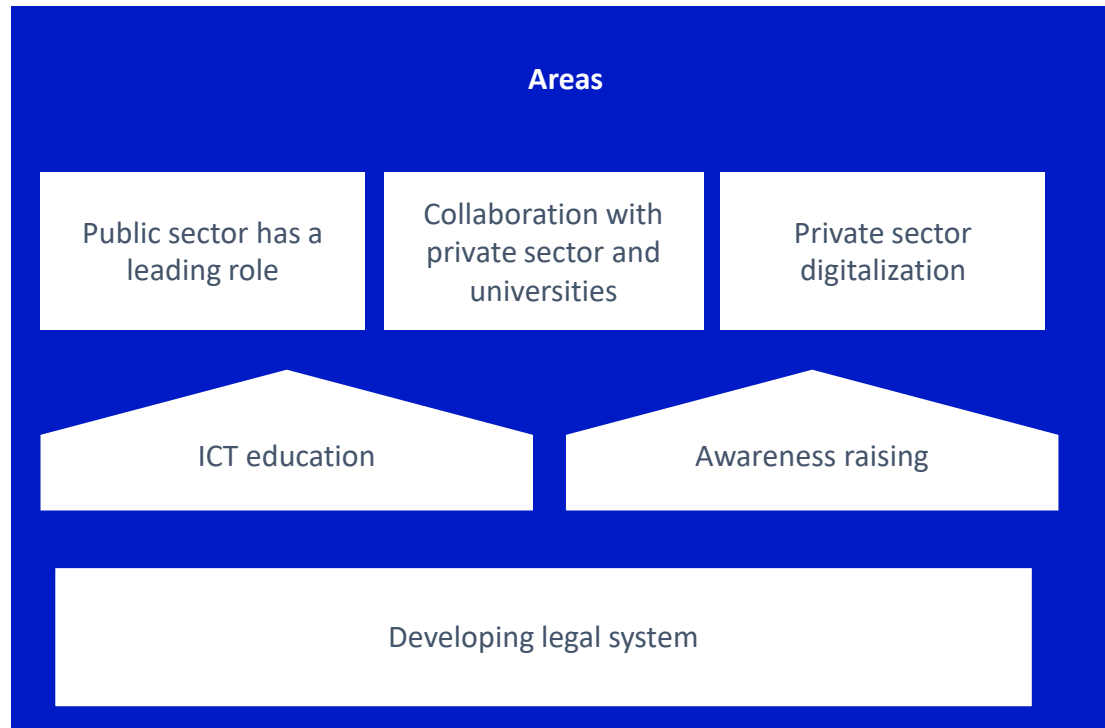 Areas
Public sector has a
leading role
Collaboration with
private sector and
universities
Private sector
digitalization
ICT education
Awareness raising
Developing legal system